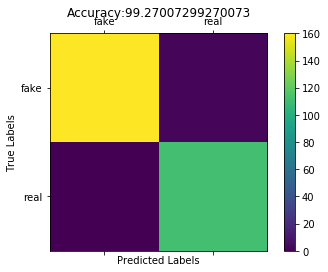 Accuracy:99.27007299270073
fake real
fake
real
True Labels
Predicted Labels
160
140
120
100
80
60
40
20
0